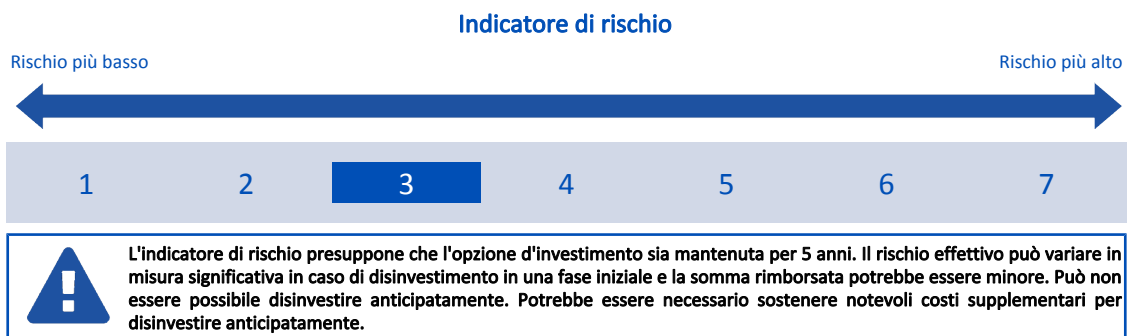 Indicatore di rischio
Rischio più basso Rischio più alto
1 2 3 4 5 6 7
L'indicatore di rischio presuppone che l'opzione d'investimento sia mantenuta per 5 anni. Il rischio effettivo può variare in
misura significativa in caso di disinvestimento in una fase iniziale e la somma rimborsata potrebbe essere minore. Può non
essere possibile disinvestire anticipatamente. Potrebbe essere necessario sostenere notevoli costi supplementari per
disinvestire anticipatamente.